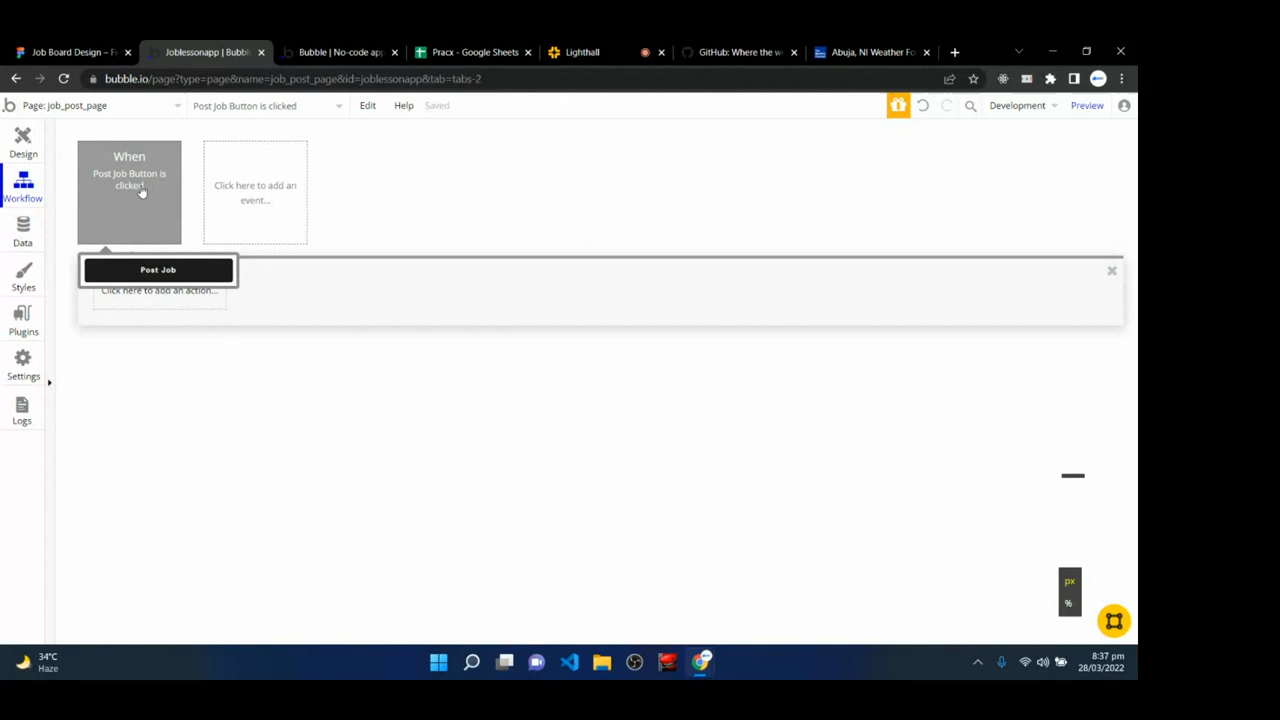 Job Board Design – F
Joblessonapp | Bubbl
Bubble | No-code app
Pracx - Google Sheets
Lighthall
GitHub: Where the w
Abuja, NI Weather Fo
bubble.io/page?type=page&name=job_post_page&id=joblessonapp&tab=tabs-2
Page: job_post_page
Post Job Button is clicked
Edit
Help
Saved
Development
Preview
Design
Workflow
Data
Styles
Plugins
Settings
Logs
When
Post Job Button is
clicked
Click here to add an
event...
Post Job
Click here to add an action...
px
%
34°C
Haze
8:37 pm
28/03/2022